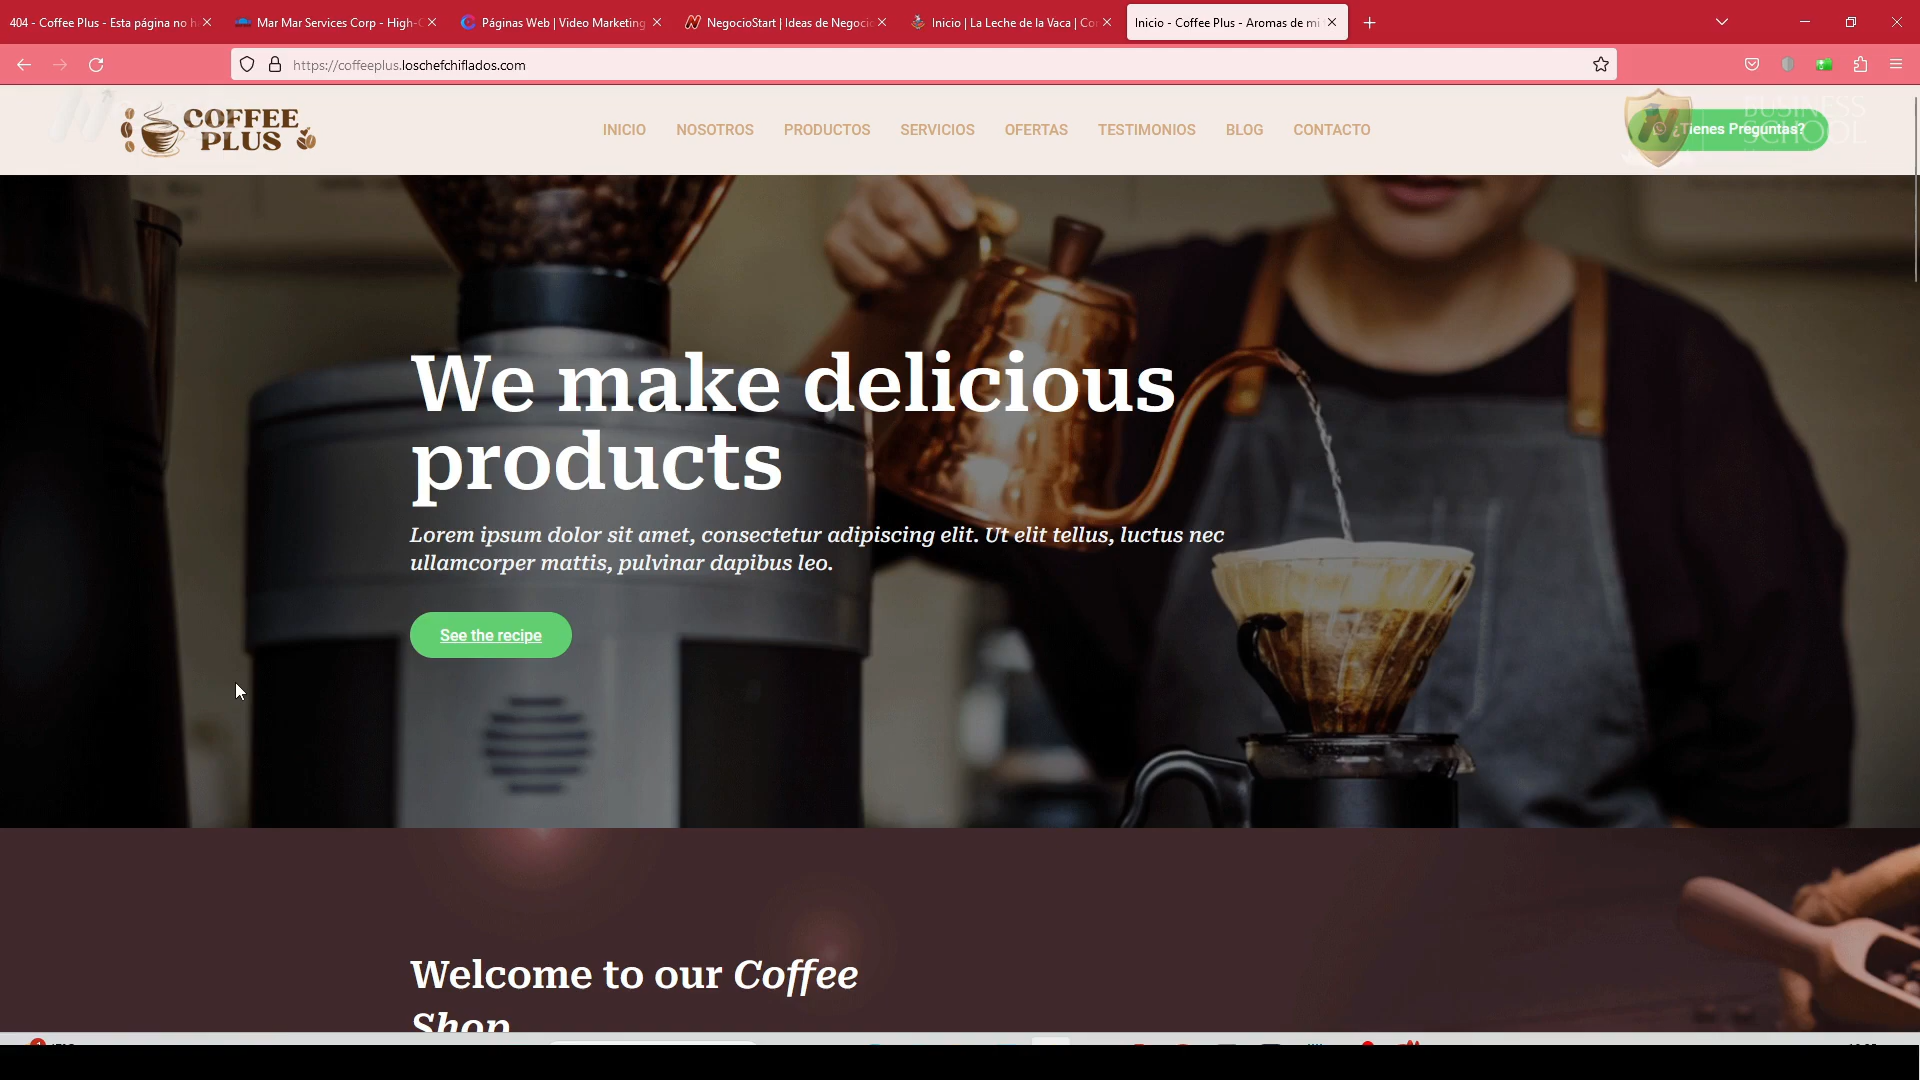 404 - Coffee Plus - Esta página no h
Mar Mar Services Corp - High-
Páginas Web | Video Marketing
NegocioStart | Ideas de Negocio
Inicio | La Leche de la Vaca | Co
Inicio - Coffee Plus - Aromas de mi
https://coffeeplus.loschefchiflados.com
COFFEE
PLUS
INICIO
NOSOTROS
PRODUCTOS
SERVICIOS
OFERTAS
TESTIMONIOS
BLOG
CONTACTO
¿Tienes Preguntas?
BUSINESS
SCHOOL
We make delicious
products
Lorem ipsum dolor sit amet, consectetur adipiscing elit. Ut elit tellus, luctus nec
ullamcorper mattis, pulvinar dapibus leo.
See the recipe
Welcome to our Coffee
Shop